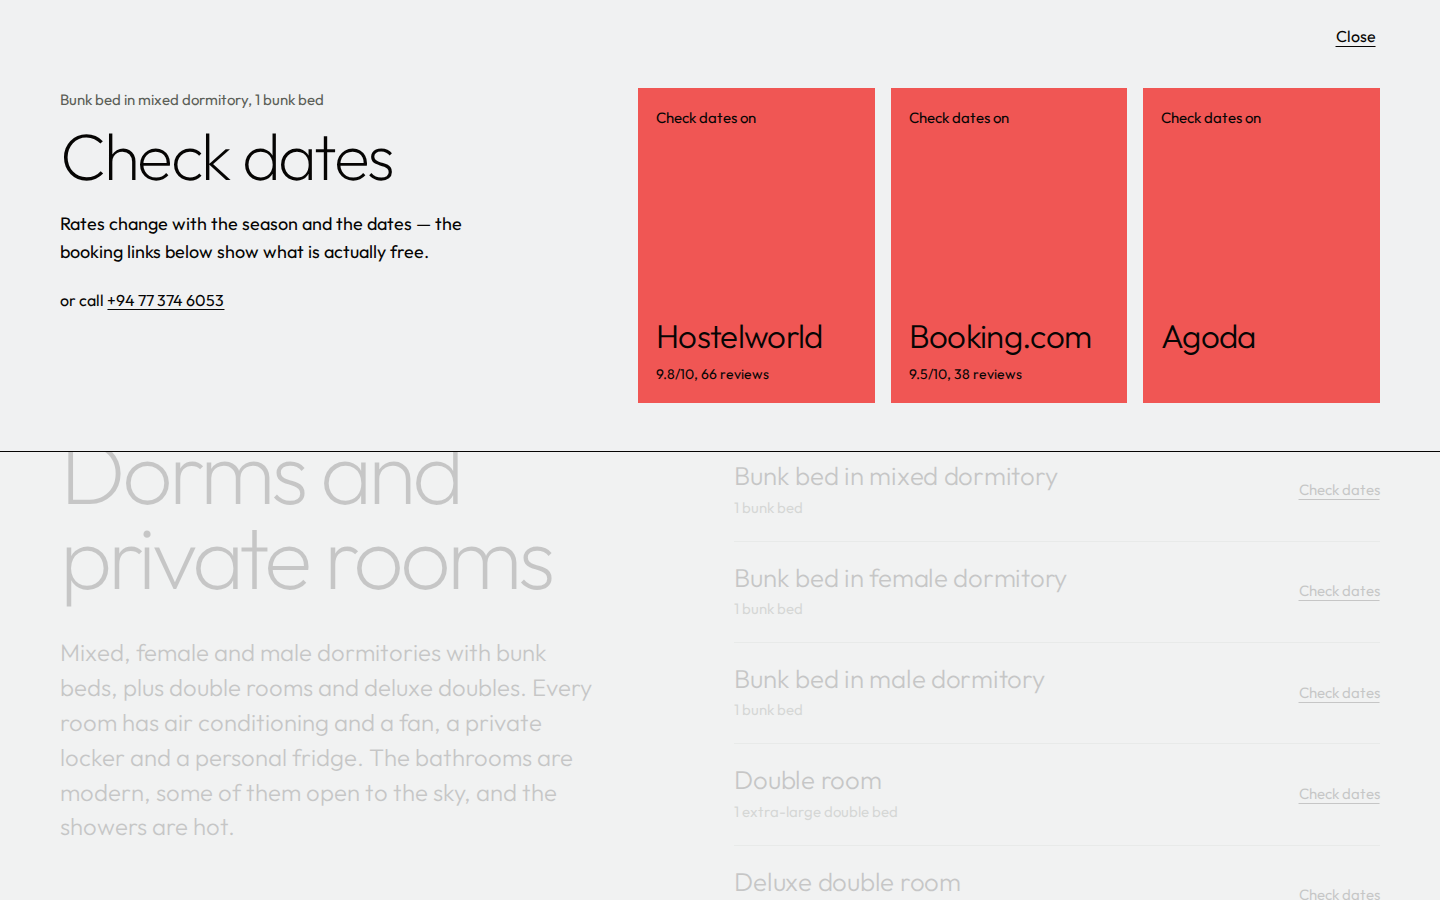 Close
Bunk bed in mixed dormitory, 1 bunk bed
Check dates
Rates change with the season and the dates — the
booking links below show what is actually free.
or call +94 77 374 6053
Check dates on
Hostelworld
9.8/10, 66 reviews
Check dates on
Booking.com
9.5/10, 38 reviews
Check dates on
Agoda
Dorms and
private rooms
Mixed, female and male dormitories with bunk
beds, plus double rooms and deluxe doubles. Every
room has air conditioning and a fan, a private
locker and a personal fridge. The bathrooms are
modern, some of them open to the sky, and the
showers are hot.
Bunk bed in mixed dormitory
1 bunk bed
Check dates
Bunk bed in female dormitory
1 bunk bed
Check dates
Bunk bed in male dormitory
1 bunk bed
Check dates
Double room
1 extra-large double bed
Check dates
Deluxe double room
Check dates